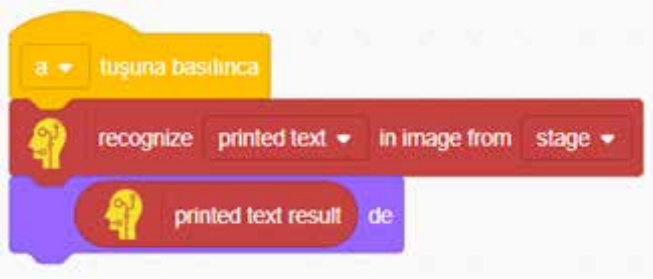 a tuşuna basılınca
recognize printed text in image from stage
printed text result de